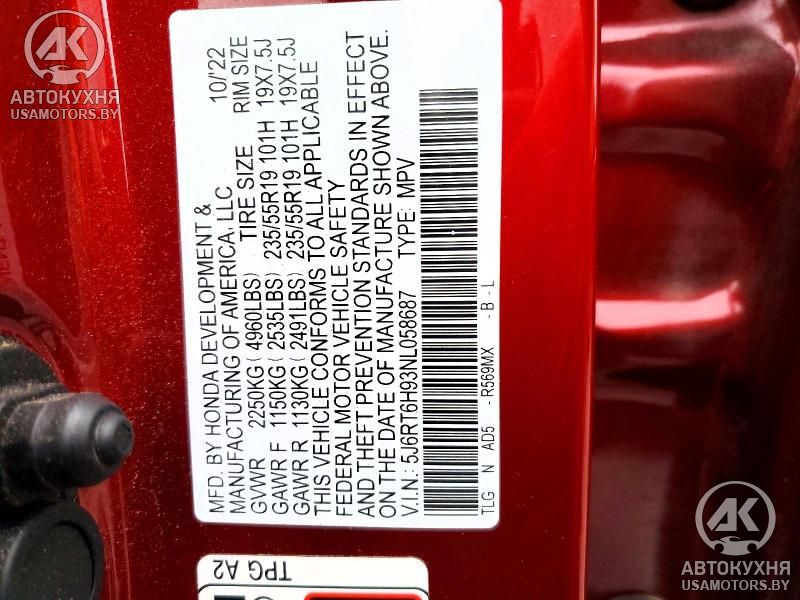 AK
АВТОКУХНЯ
USAMOTORS.BY
MFD. BY HONDA DEVELOPMENT & 10/'22
MANUFACTURING OF AMERICA, LLC
GVWR 2250KG (4960LBS) TIRE SIZE RIM SIZE
GAWR F 1150KG (2535LBS) 235/55R19 101H 19X7.5J
GAWR R 1130KG (2491LBS) 235/55R19 101H 19X7.5J
THIS VEHICLE CONFORMS TO ALL APPLICABLE
FEDERAL MOTOR VEHICLE SAFETY
AND THEFT PREVENTION STANDARDS IN EFFECT
ON THE DATE OF MANUFACTURE SHOWN ABOVE.
V.I.N.: 5J6RT6H93NL058687 TYPE: MPV
TLG N AD5 -R569MX -B-L
TPG A2
AK
АВТОКУХНЯ
USAMOTORS.BY